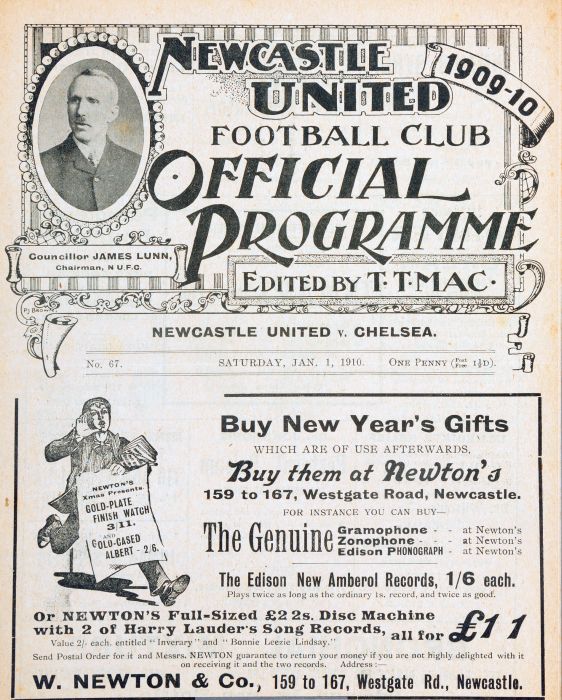 NEWCASTLE
UNITED
1909-10
FOOTBALL CLUB
OFFICIAL
PROGRAMME
EDITED BY T.T.MAC.
Councillor JAMES LUNN,
Chairman, N U.F.C.
PJ BROWN
NEWCASTLE UNITED v. CHELSEA.
No. 67. SATURDAY, JAN. 1, 1910. ONE PENNY (Post Free 1½D).
Buy New Year's Gifts
WHICH ARE OF USE AFTERWARDS.
Buy them at Newton's
159 to 167, Westgate Road, Newcastle.
FOR INSTANCE YOU CAN BUY—
The Genuine
Gramophone - - at Newton's
Zonophone - - at Newton's
Edison PHONOGRAPH - at Newton's
NEWTON'S
Xmas Presents.
GOLD-PLATE
FINISH WATCH
3/11.
AND
GOLD-CASED
ALBERT - 2/6.
The Edison New Amberol Records, 1/6 each.
Plays twice as long as the ordinary 1s. record, and twice as good.
Or NEWTON'S Full-Sized £2 2s. Disc Machine
with 2 of Harry Lauder's Song Records, all for £1 1
Value 2/- each, entitled "Inverary" and "Bonnie Leezie Lindsay."
Send Postal Order for it and Messrs. NEWTON guarantee to return your money if you are not highly delighted with it
on receiving it and the two records. Address :—
W. NEWTON & Co., 159 to 167, Westgate Rd., Newcastle.